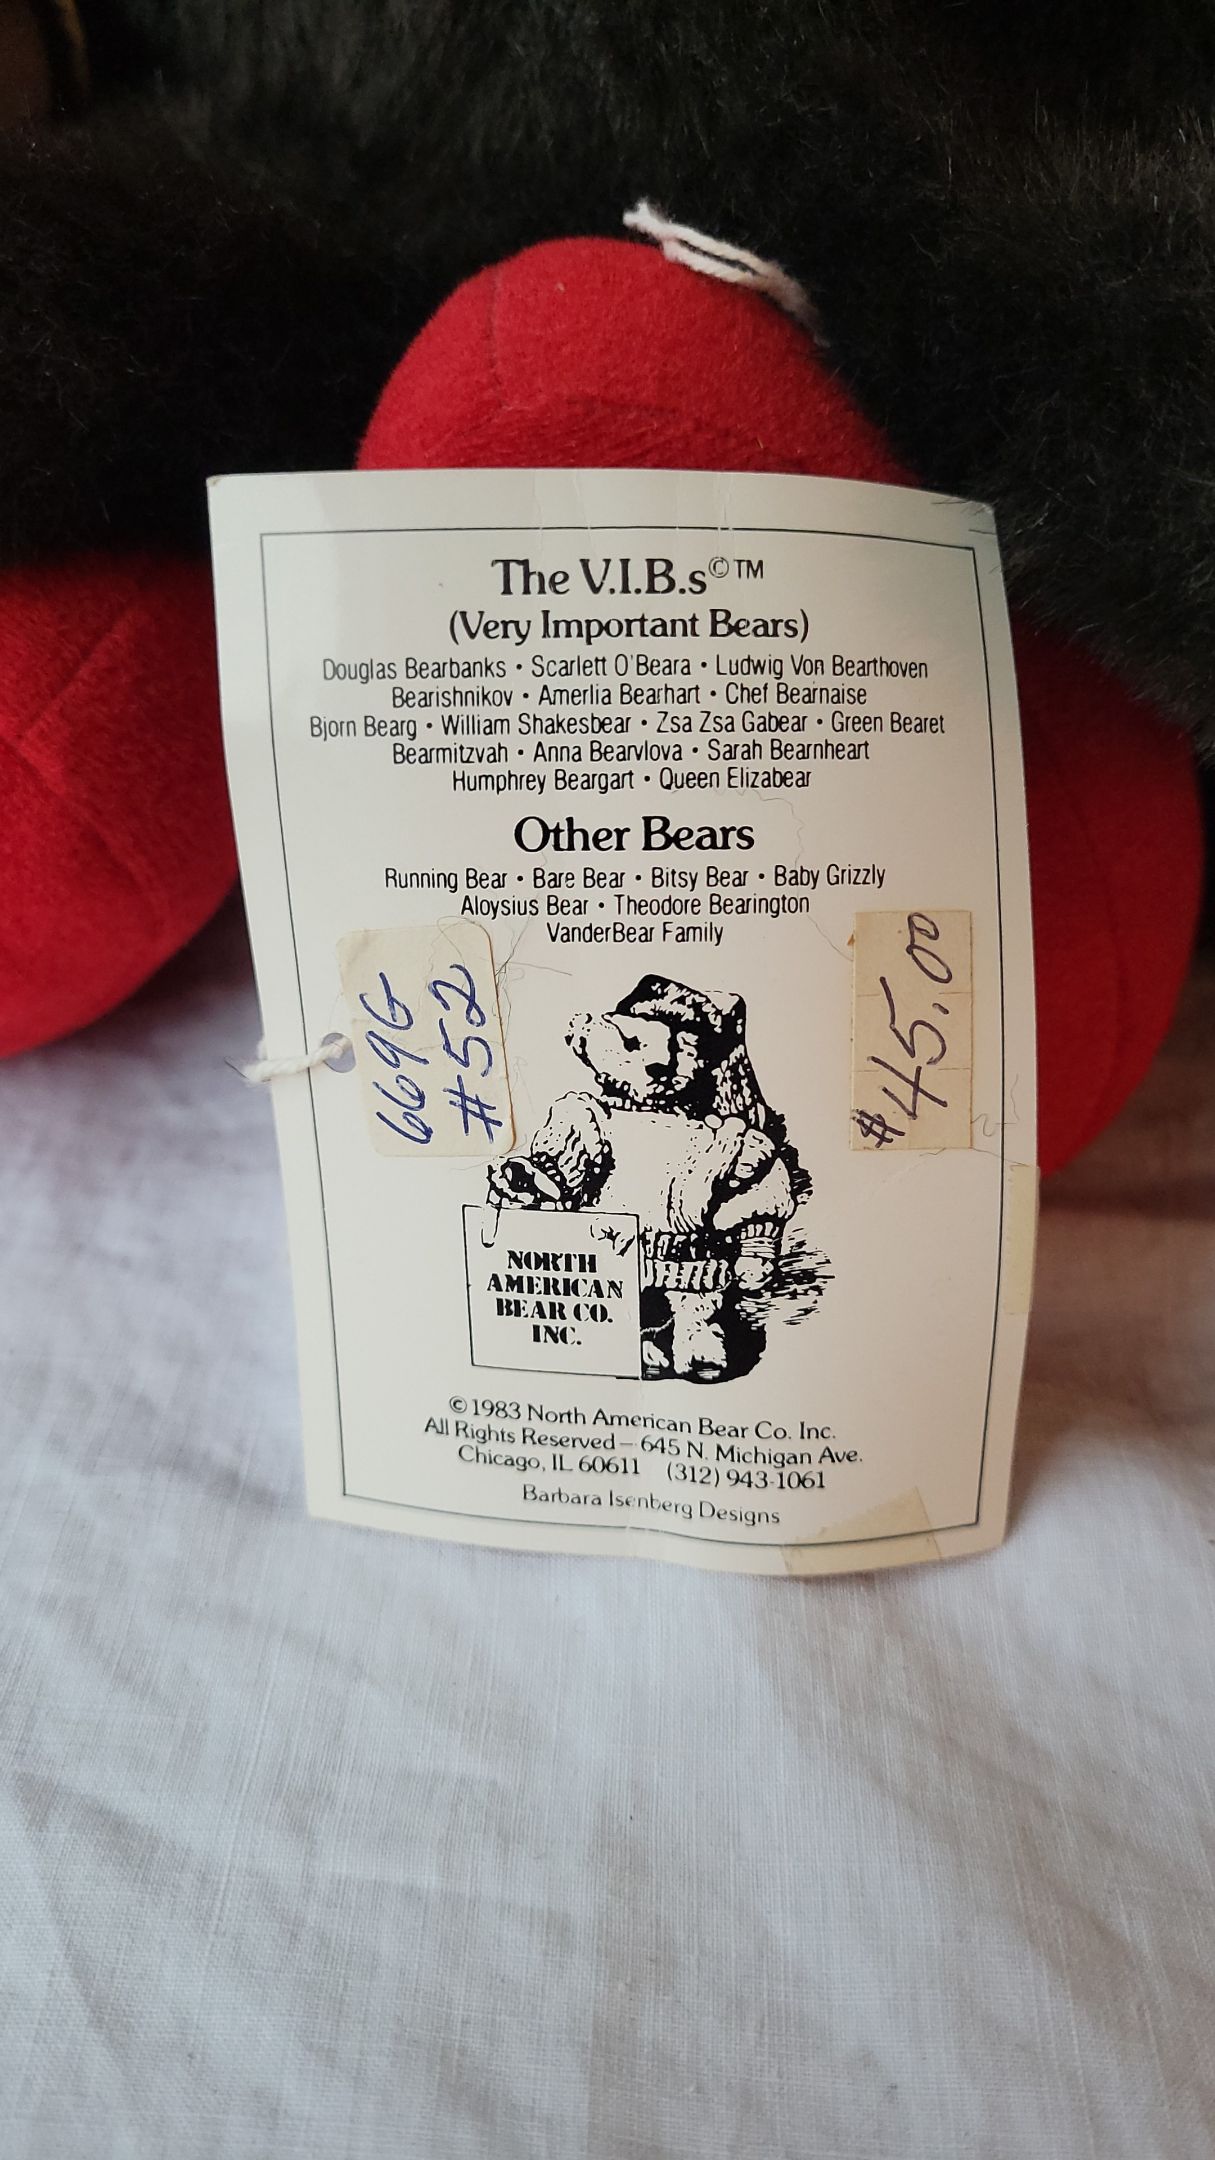 The V.I.B.s©™
(Very Important Bears)
Douglas Bearbanks • Scarlett O'Beara • Ludwig Von Bearthoven
Bearishnikov • Amerlia Bearhart • Chef Bearnaise
Bjorn Bearg • William Shakesbear • Zsa Zsa Gabear • Green Bearet
Bearmitzvah • Anna Bearvlova • Sarah Bearnheart
Humphrey Beargart • Queen Elizabear
Other Bears
Running Bear • Bare Bear • Bitsy Bear • Baby Grizzly
Aloysius Bear • Theodore Bearington
VanderBear Family
669G
#52
$45.00
NORTH
AMERICAN
BEAR CO.
INC.
©1983 North American Bear Co. Inc.
All Rights Reserved — 645 N. Michigan Ave.
Chicago, IL 60611 (312) 943-1061
Barbara Isenberg Designs